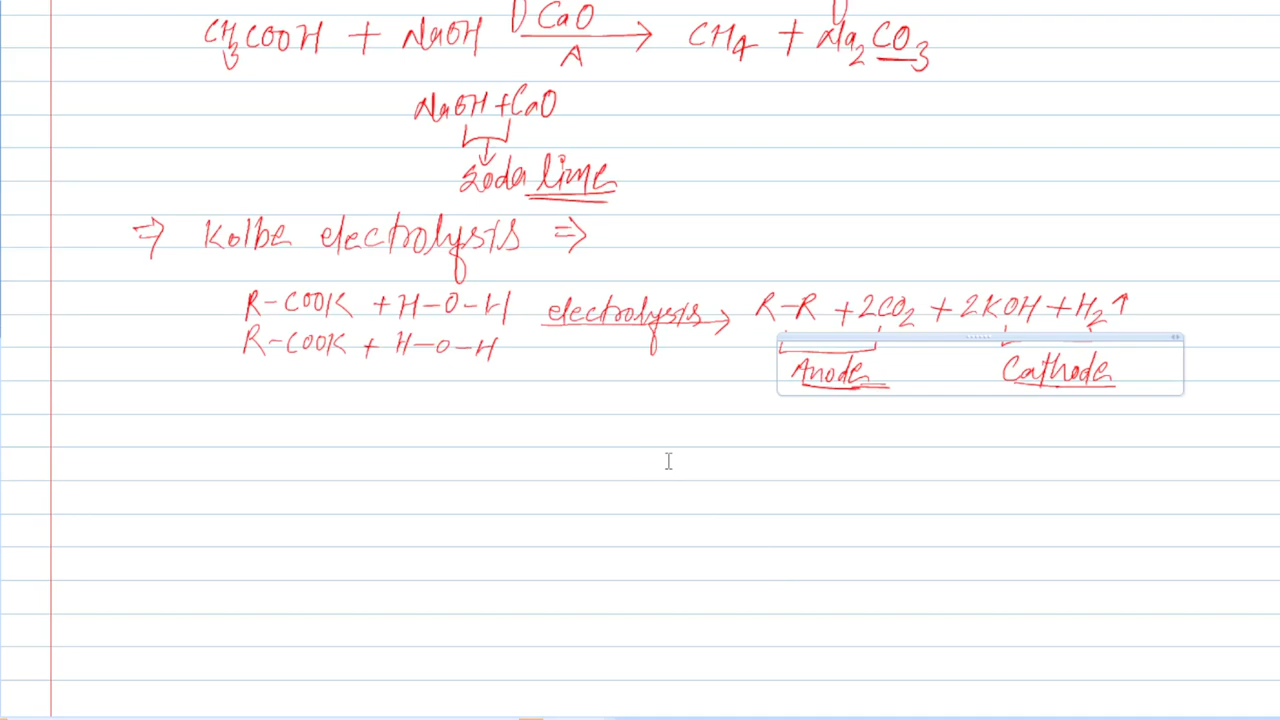 CH3COOH + NaOH CaO → CH4 + Na2CO3
Δ
NaOH + CaO
soda lime
⇒ Kolbe electrolysis ⇒
R-COOK + H-O-H electrolysis → R-R + 2CO2 + 2KOH + H2↑
R-COOK + H-O-H
Anode Cathode